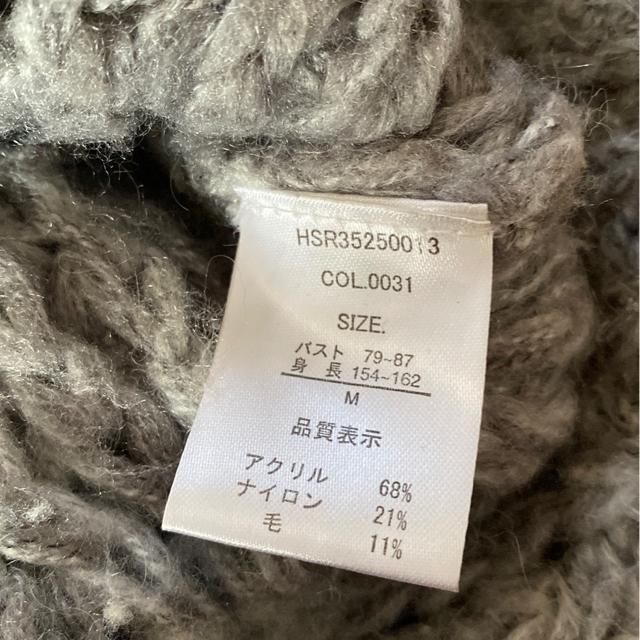 HSR35250013
COL.0031
SIZE.
バスト 79~87
身 長 154~162
M
品質表示
アクリル 68%
ナイロン 21%
毛 11%